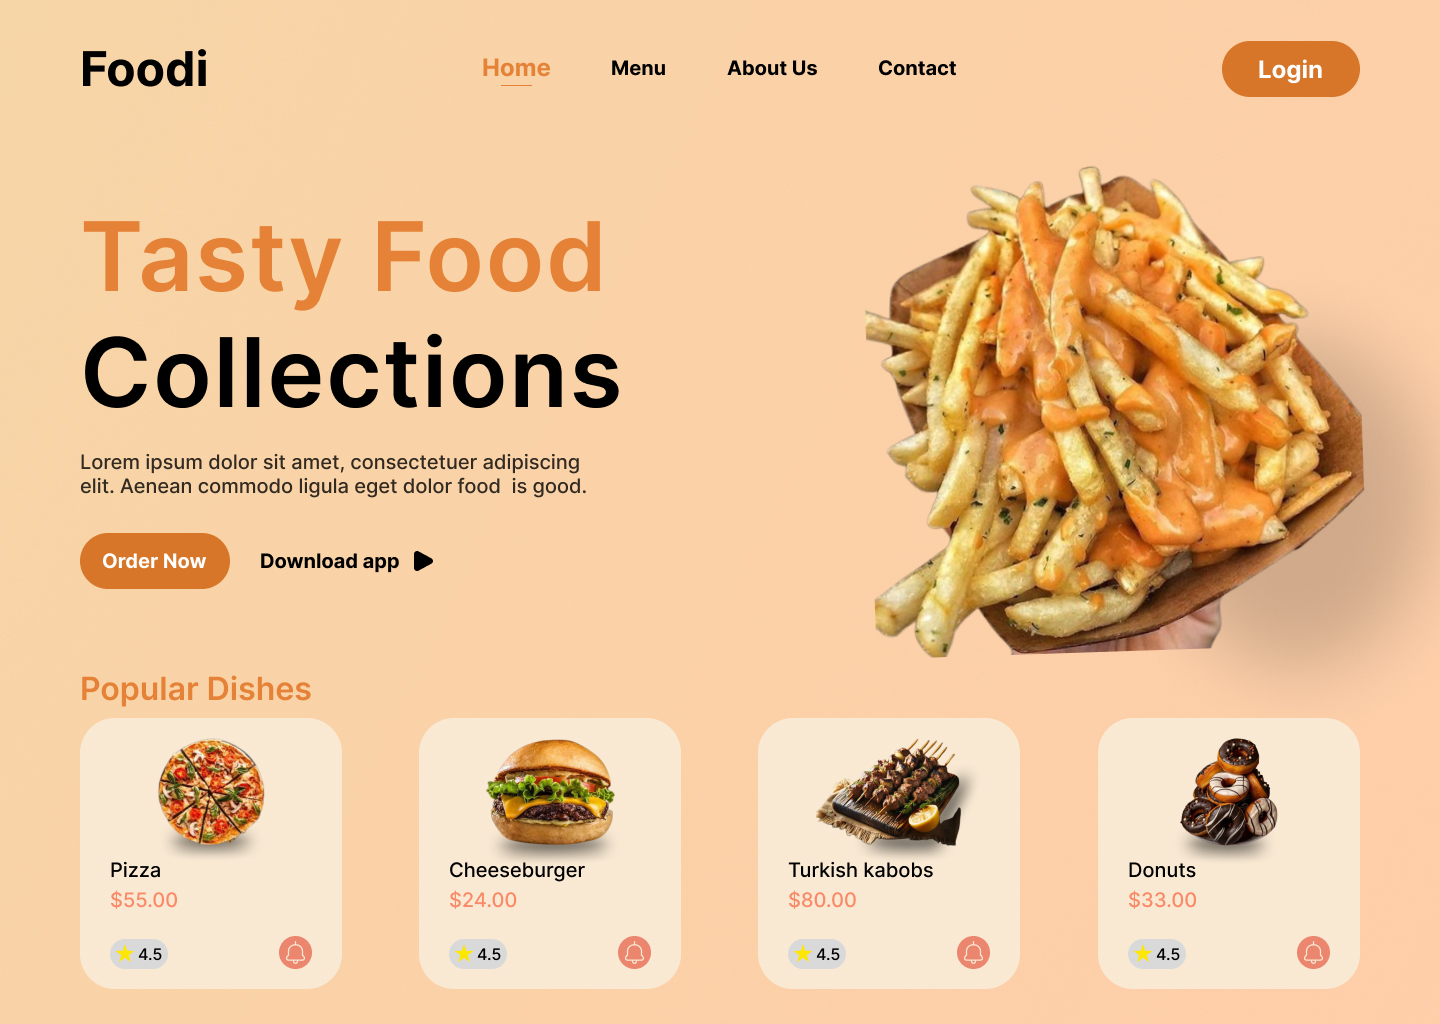 Foodi
Home Menu About Us Contact
Login
Tasty Food
Collections
Lorem ipsum dolor sit amet, consectetuer adipiscing
elit. Aenean commodo ligula eget dolor food  is good.
Order Now
Download app
Popular Dishes
Pizza
$55.00
4.5
Cheeseburger
$24.00
4.5
Turkish kabobs
$80.00
4.5
Donuts
$33.00
4.5